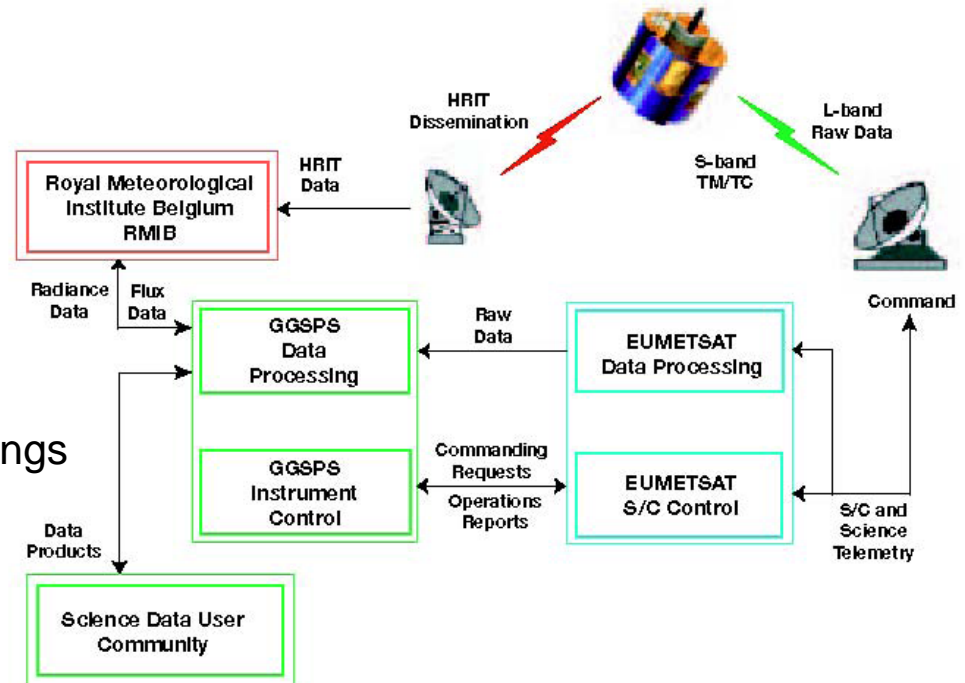 HRIT
Dissemination
L-band
Raw Data
S-band
TM/TC
Royal Meteorological
Institute Belgium
RMIB
HRIT
Data
Command
Radiance
Data
Flux
Data
GGSPS
Data
Processing
Raw
Data
EUMETSAT
Data Processing
ngs
GGSPS
Instrument
Control
Commanding
Requests
Operations
Reports
EUMETSAT
S/C Control
S/C and
Science
Telemetry
Data
Products
Science Data User
Community